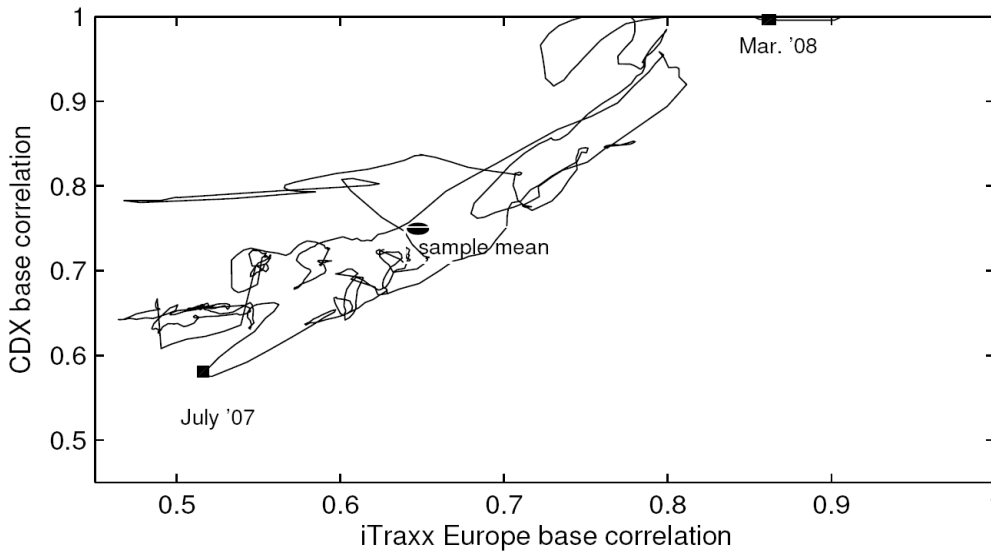 1
Mar. ’08
0.9
0.8
CDX base correlation
sample mean
0.7
0.6
July ’07
0.5
0.5 0.6 0.7 0.8 0.9 1
iTraxx Europe base correlation